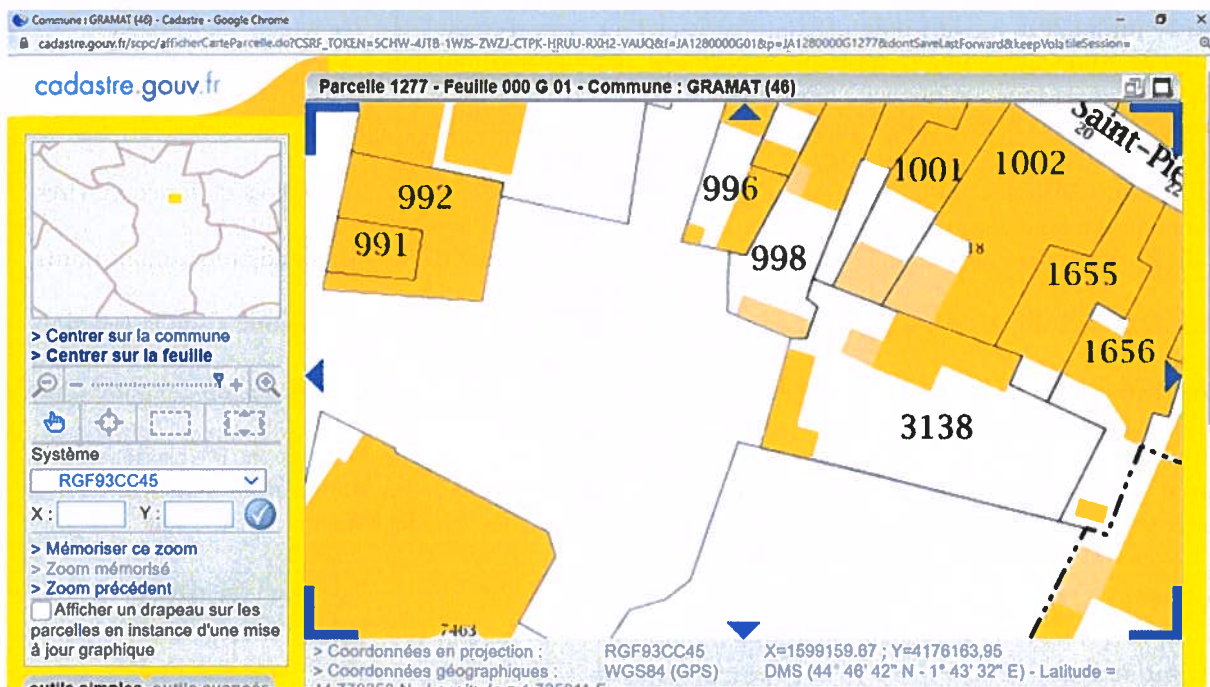 Commune : GRAMAT (46) - Cadastre - Google Chrome
cadastre.gouv.fr/scpc/afficherCarteParcelle.do?CSRF_TOKEN=5CHW-4JTB-1WJS-ZWZJ-CTPK-HRUU-RXH2-VAUQ&f=JA1280000G01&p=JA1280000G1277&dontSaveLastForward&keepVolatileSession=
cadastre.gouv.fr
Parcelle 1277 - Feuille 000 G 01 - Commune : GRAMAT (46)
Saint-Pie
20
22
992
991
996
998
1001
1002
18
1655
1656
3138
7463
> Centrer sur la commune
> Centrer sur la feuille
Système
RGF93CC45
X : Y :
> Mémoriser ce zoom
> Zoom mémorisé
> Zoom précédent
Afficher un drapeau sur les
parcelles en instance d'une mise
à jour graphique
> Coordonnées en projection : RGF93CC45 X=1599159.67 ; Y=4176163,95
> Coordonnées géographiques : WGS84 (GPS) DMS (44° 46' 42" N - 1° 43' 32" E) - Latitude =